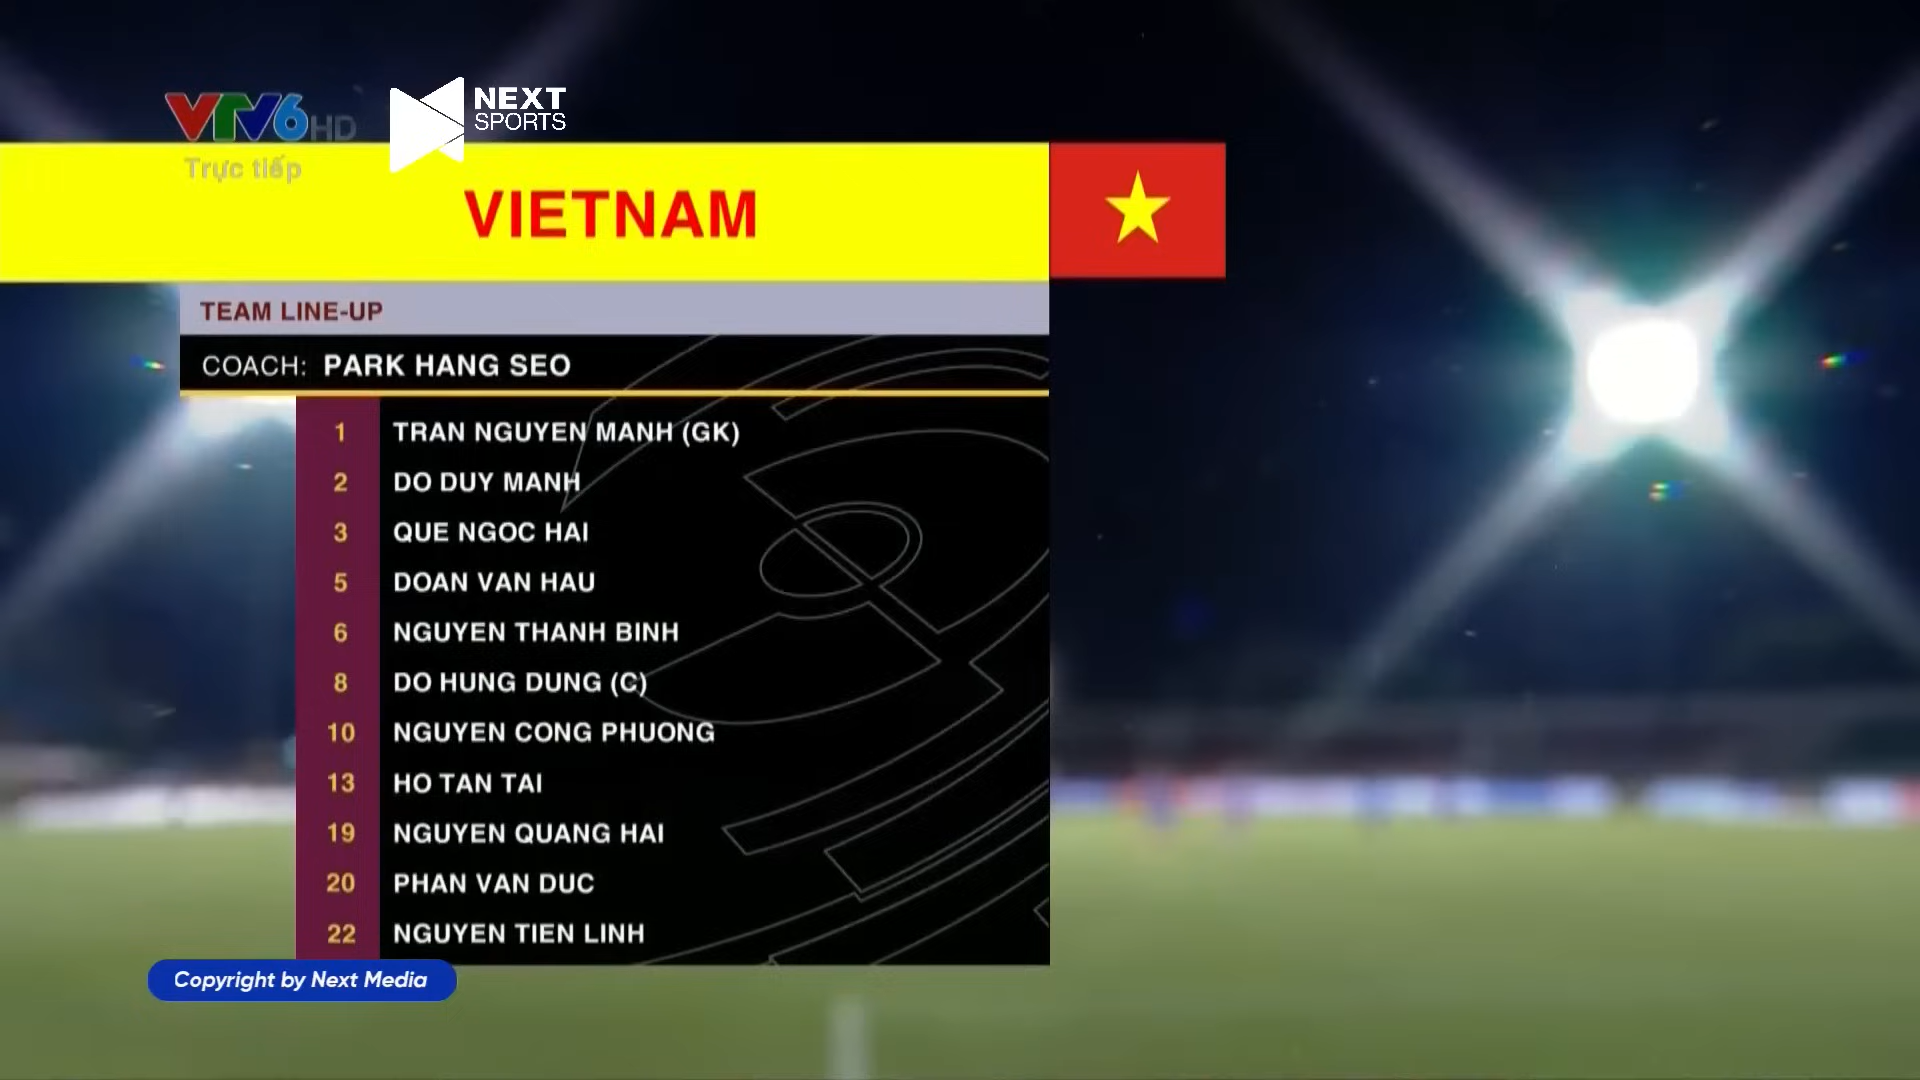 VTV6HD
Trực tiếp
NEXT
SPORTS
VIETNAM
TEAM LINE-UP
COACH: PARK HANG SEO
1 TRAN NGUYEN MANH (GK)
2 DO DUY MANH
3 QUE NGOC HAI
5 DOAN VAN HAU
6 NGUYEN THANH BINH
8 DO HUNG DUNG (C)
10 NGUYEN CONG PHUONG
13 HO TAN TAI
19 NGUYEN QUANG HAI
20 PHAN VAN DUC
22 NGUYEN TIEN LINH
Copyright by Next Media